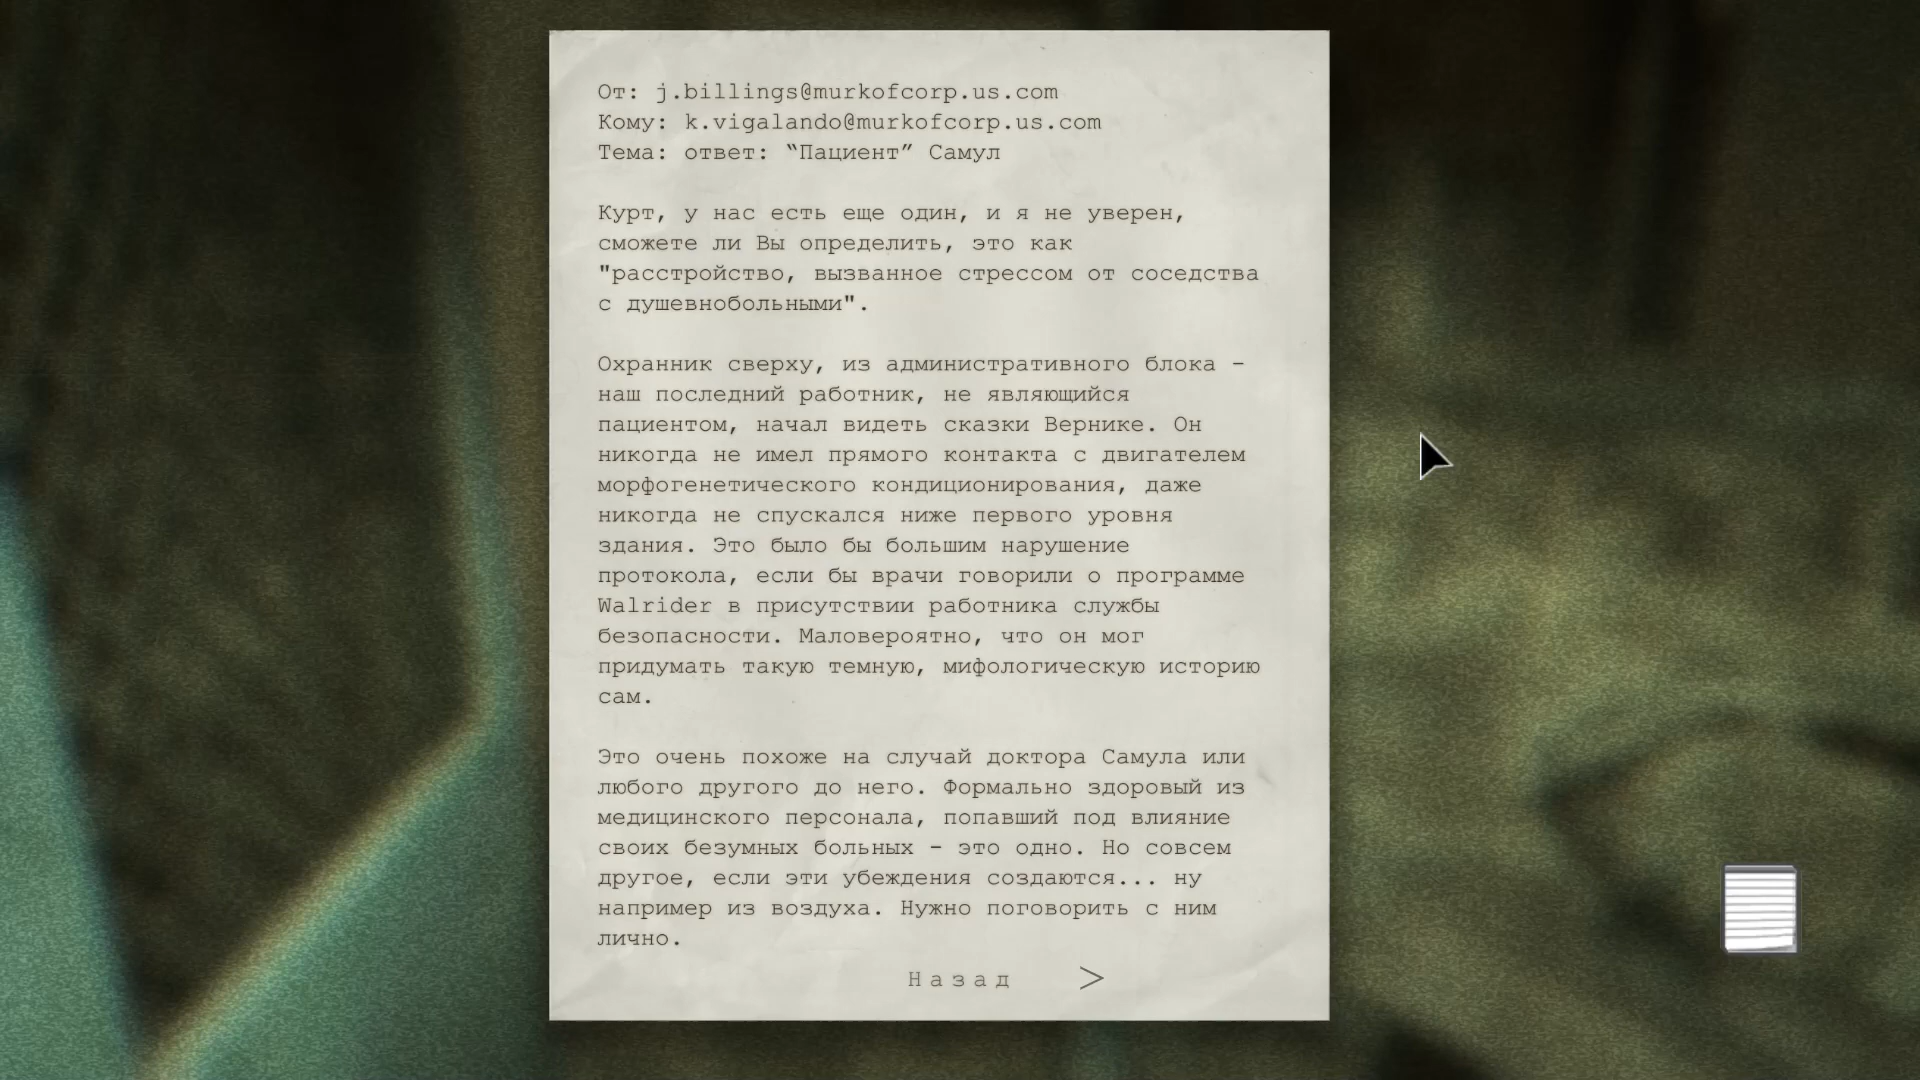 От: j.billings@murkofcorp.us.com
Кому: k.vigalando@murkofcorp.us.com
Тема: ответ: “Пациент” Самул
Курт, у нас есть еще один, и я не уверен,
сможете ли Вы определить, это как
"расстройство, вызванное стрессом от соседства
с душевнобольными".
Охранник сверху, из административного блока -
наш последний работник, не являющийся
пациентом, начал видеть сказки Вернике. Он
никогда не имел прямого контакта с двигателем
морфогенетического кондиционирования, даже
никогда не спускался ниже первого уровня
здания. Это было бы большим нарушение
протокола, если бы врачи говорили о программе
Walrider в присутствии работника службы
безопасности. Маловероятно, что он мог
придумать такую темную, мифологическую историю
сам.
Это очень похоже на случай доктора Самула или
любого другого до него. Формально здоровый из
медицинского персонала, попавший под влияние
своих безумных больных - это одно. Но совсем
другое, если эти убеждения создаются... ну
например из воздуха. Нужно поговорить с ним
лично.
Назад >